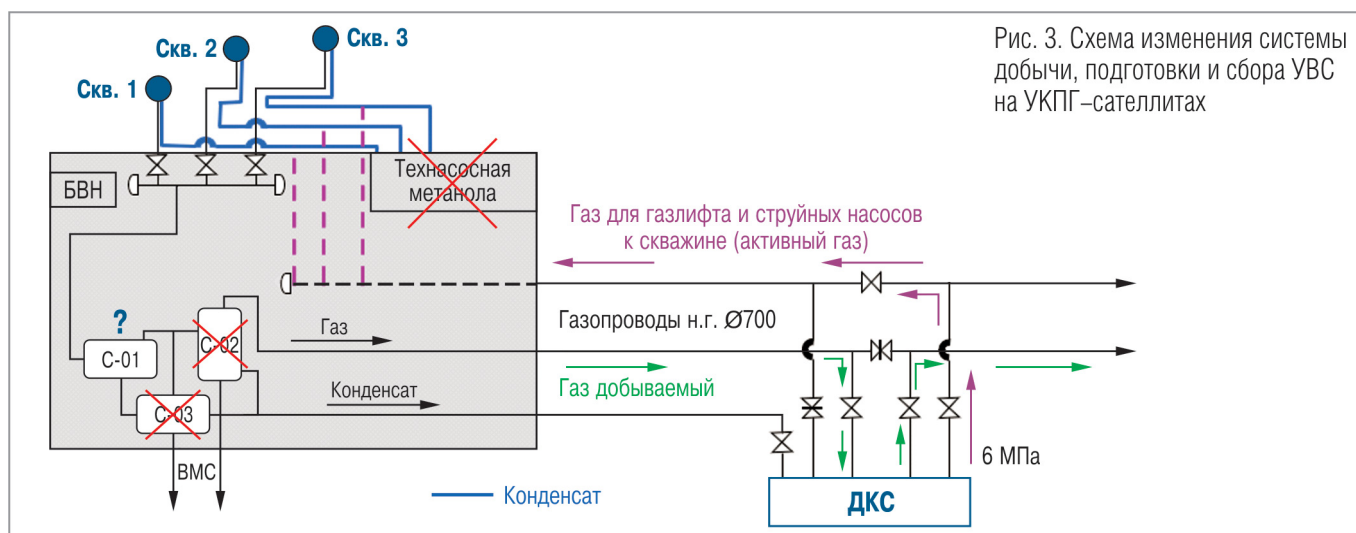 Рис. 3. Схема изменения системы
добычи, подготовки и сбора УВС
на УКПГ–сателлитах
Скв. 1
Скв. 2
Скв. 3
БВН
Технасосная
метанола
Газ для газлифта и струйных насосов
к скважине (активный газ)
?
С-01
С-02
С-03
Газ
Газопроводы н.г. Ø700
Газ добываемый
Конденсат
ВМС
6 МПа
Конденсат
ДКС